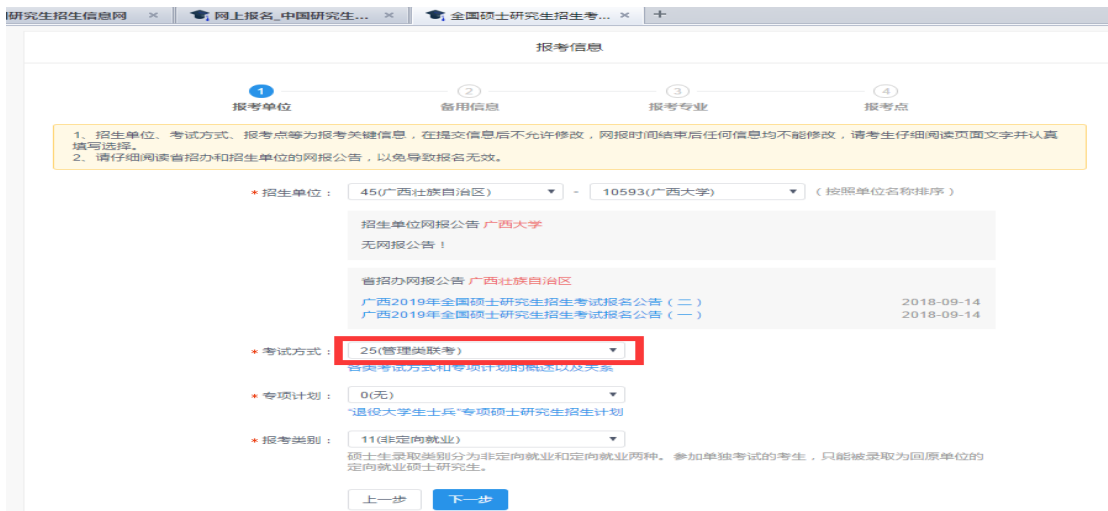 研究生招生信息网 × 网上报名_中国研究生... × 全国硕士研究生招生考... × +
报考信息
1 2 3 4
报考单位 备用信息 报考专业 报考点
1、招生单位、考试方式、报考点等为报考关键信息，在提交信息后不允许修改，网报时间结束后任何信息均不能修改，请考生仔细阅读页面文字并认真
填写选择。
2、请仔细阅读省招办和招生单位的网报公告，以免导致报名无效。
* 招生单位： 45(广西壮族自治区) - 10593(广西大学) （按照单位名称排序）
招生单位网报公告 广西大学
无网报公告！
省招办网报公告 广西壮族自治区
广西2019年全国硕士研究生招生考试报名公告（二） 2018-09-14
广西2019年全国硕士研究生招生考试报名公告（一） 2018-09-14
* 考试方式： 25(管理类联考)
各类考试方式和专项计划的概述以及关系
* 专项计划： 0(无)
“退役大学生士兵”专项硕士研究生招生计划
* 报考类别： 11(非定向就业)
硕士生录取类别分为非定向就业和定向就业两种。参加单独考试的考生，只能被录取为回原单位的
定向就业硕士研究生。
上一步 下一步